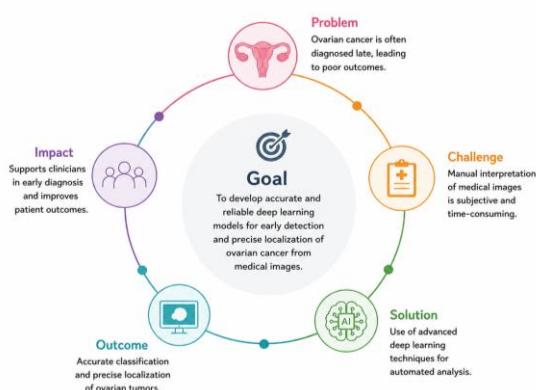 Problem
Ovarian cancer is often
diagnosed late, leading
to poor outcomes.
Challenge
Manual interpretation
of medical images
is subjective and
time-consuming.
AI
Solution
Use of advanced
deep learning
techniques for
automated analysis.
Outcome
Accurate classification
and precise localization
of ovarian tumors.
Impact
Supports clinicians
in early diagnosis
and improves
patient outcomes.
Goal
To develop accurate and
reliable deep learning
models for early detection
and precise localization of
ovarian cancer from
medical images.